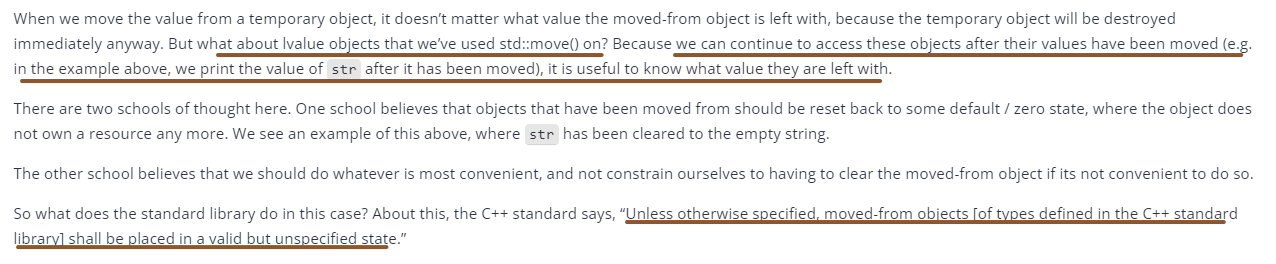 When we move the value from a temporary object, it doesn’t matter what value the moved-from object is left with, because the temporary object will be destroyed
immediately anyway. But what about lvalue objects that we’ve used std::move() on? Because we can continue to access these objects after their values have been moved (e.g.
in the example above, we print the value of str after it has been moved), it is useful to know what value they are left with.
There are two schools of thought here. One school believes that objects that have been moved from should be reset back to some default / zero state, where the object does
not own a resource any more. We see an example of this above, where str has been cleared to the empty string.
The other school believes that we should do whatever is most convenient, and not constrain ourselves to having to clear the moved-from object if its not convenient to do so.
So what does the standard library do in this case? About this, the C++ standard says, “Unless otherwise specified, moved-from objects [of types defined in the C++ standard
library] shall be placed in a valid but unspecified state.”